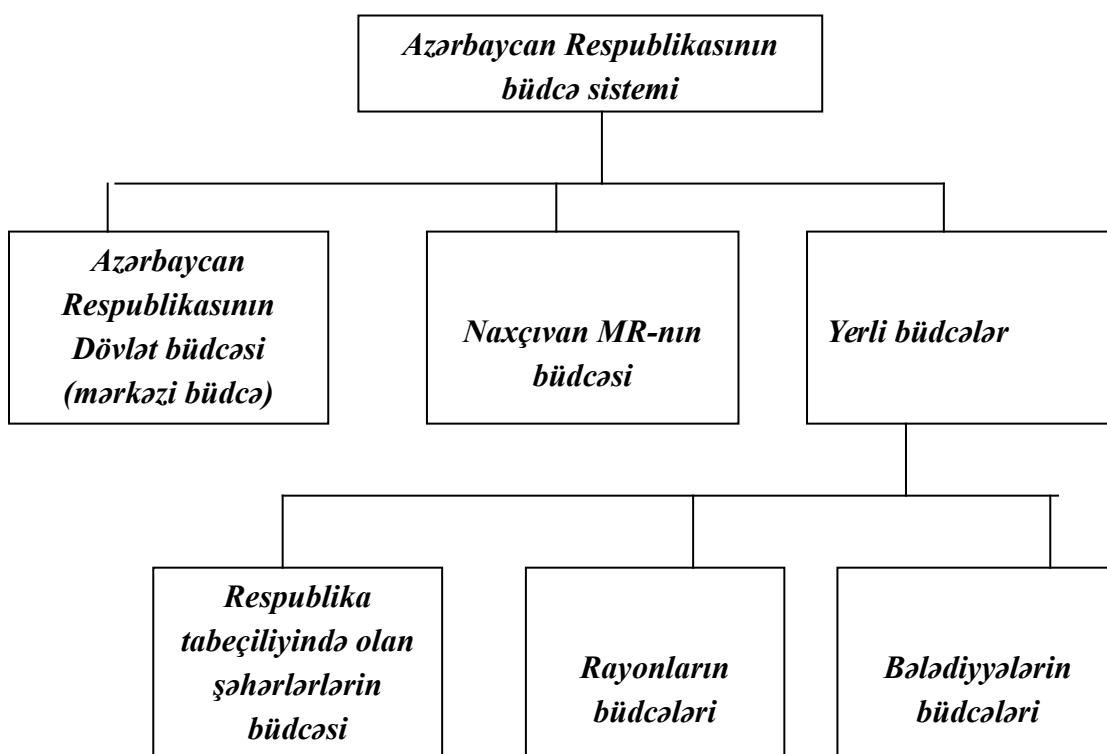 Azərbaycan Respublikasının
büdcə sistemi
Azərbaycan
Respublikasının
Dövlət büdcəsi
(mərkəzi büdcə)
Naxçıvan MR-nın
büdcəsi
Yerli büdcələr
Respublika
tabeçiliyində olan
şəhərlərlərin
büdcəsi
Rayonların
büdcələri
Bələdiyyələrin
büdcələri